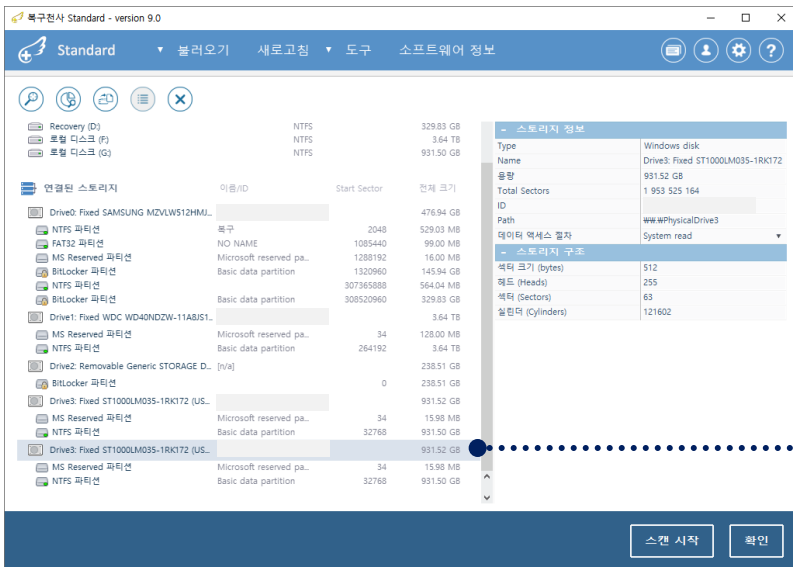 복구전사 Standard - version 9.0
Standard ▼ 불러오기 새로고침 ▼ 도구 소프트웨어 정보
Recovery (D:) NTFS 329.83 GB
로컬 디스크 (F:) NTFS 3.64 TB
로컬 디스크 (G:) NTFS 931.50 GB
연결된 스토리지 이름/ID Start Sector 전체 크기
Drive0: Fixed SAMSUNG MZVLW512HMJ... 476.94 GB
NTFS 파티션 복구 2048 529.03 MB
FAT32 파티션 NO NAME 1085440 99.00 MB
MS Reserved 파티션 Microsoft reserved pa... 1288192 16.00 MB
BitLocker 파티션 Basic data partition 1320960 145.94 GB
NTFS 파티션 307365888 564.04 MB
BitLocker 파티션 Basic data partition 308520960 329.83 GB
Drive1: Fixed WDC WD40NDZW-11A8JS1... 3.64 TB
MS Reserved 파티션 Microsoft reserved pa... 34 128.00 MB
NTFS 파티션 Basic data partition 264192 3.64 TB
Drive2: Removable Generic STORAGE D... [n/a] 238.51 GB
BitLocker 파티션 0 238.51 GB
Drive3: Fixed ST1000LM035-1RK172 (US... 931.52 GB
MS Reserved 파티션 Microsoft reserved pa... 34 15.98 MB
NTFS 파티션 Basic data partition 32768 931.50 GB
Drive3: Fixed ST1000LM035-1RK172 (US... 931.52 GB
MS Reserved 파티션 Microsoft reserved pa... 34 15.98 MB
NTFS 파티션 Basic data partition 32768 931.50 GB
- 스토리지 정보
Type Windows disk
Name Drive3: Fixed ST1000LM035-1RK172
용량 931.52 GB
Total Sectors 1 953 525 164
ID
Path ₩₩.₩PhysicalDrive3
데이터 액세스 절차 System read ▼
- 스토리지 구조
섹터 크기 (bytes) 512
헤드 (Heads) 255
섹터 (Sectors) 63
실린더 (Cylinders) 121602
스캔 시작 확인